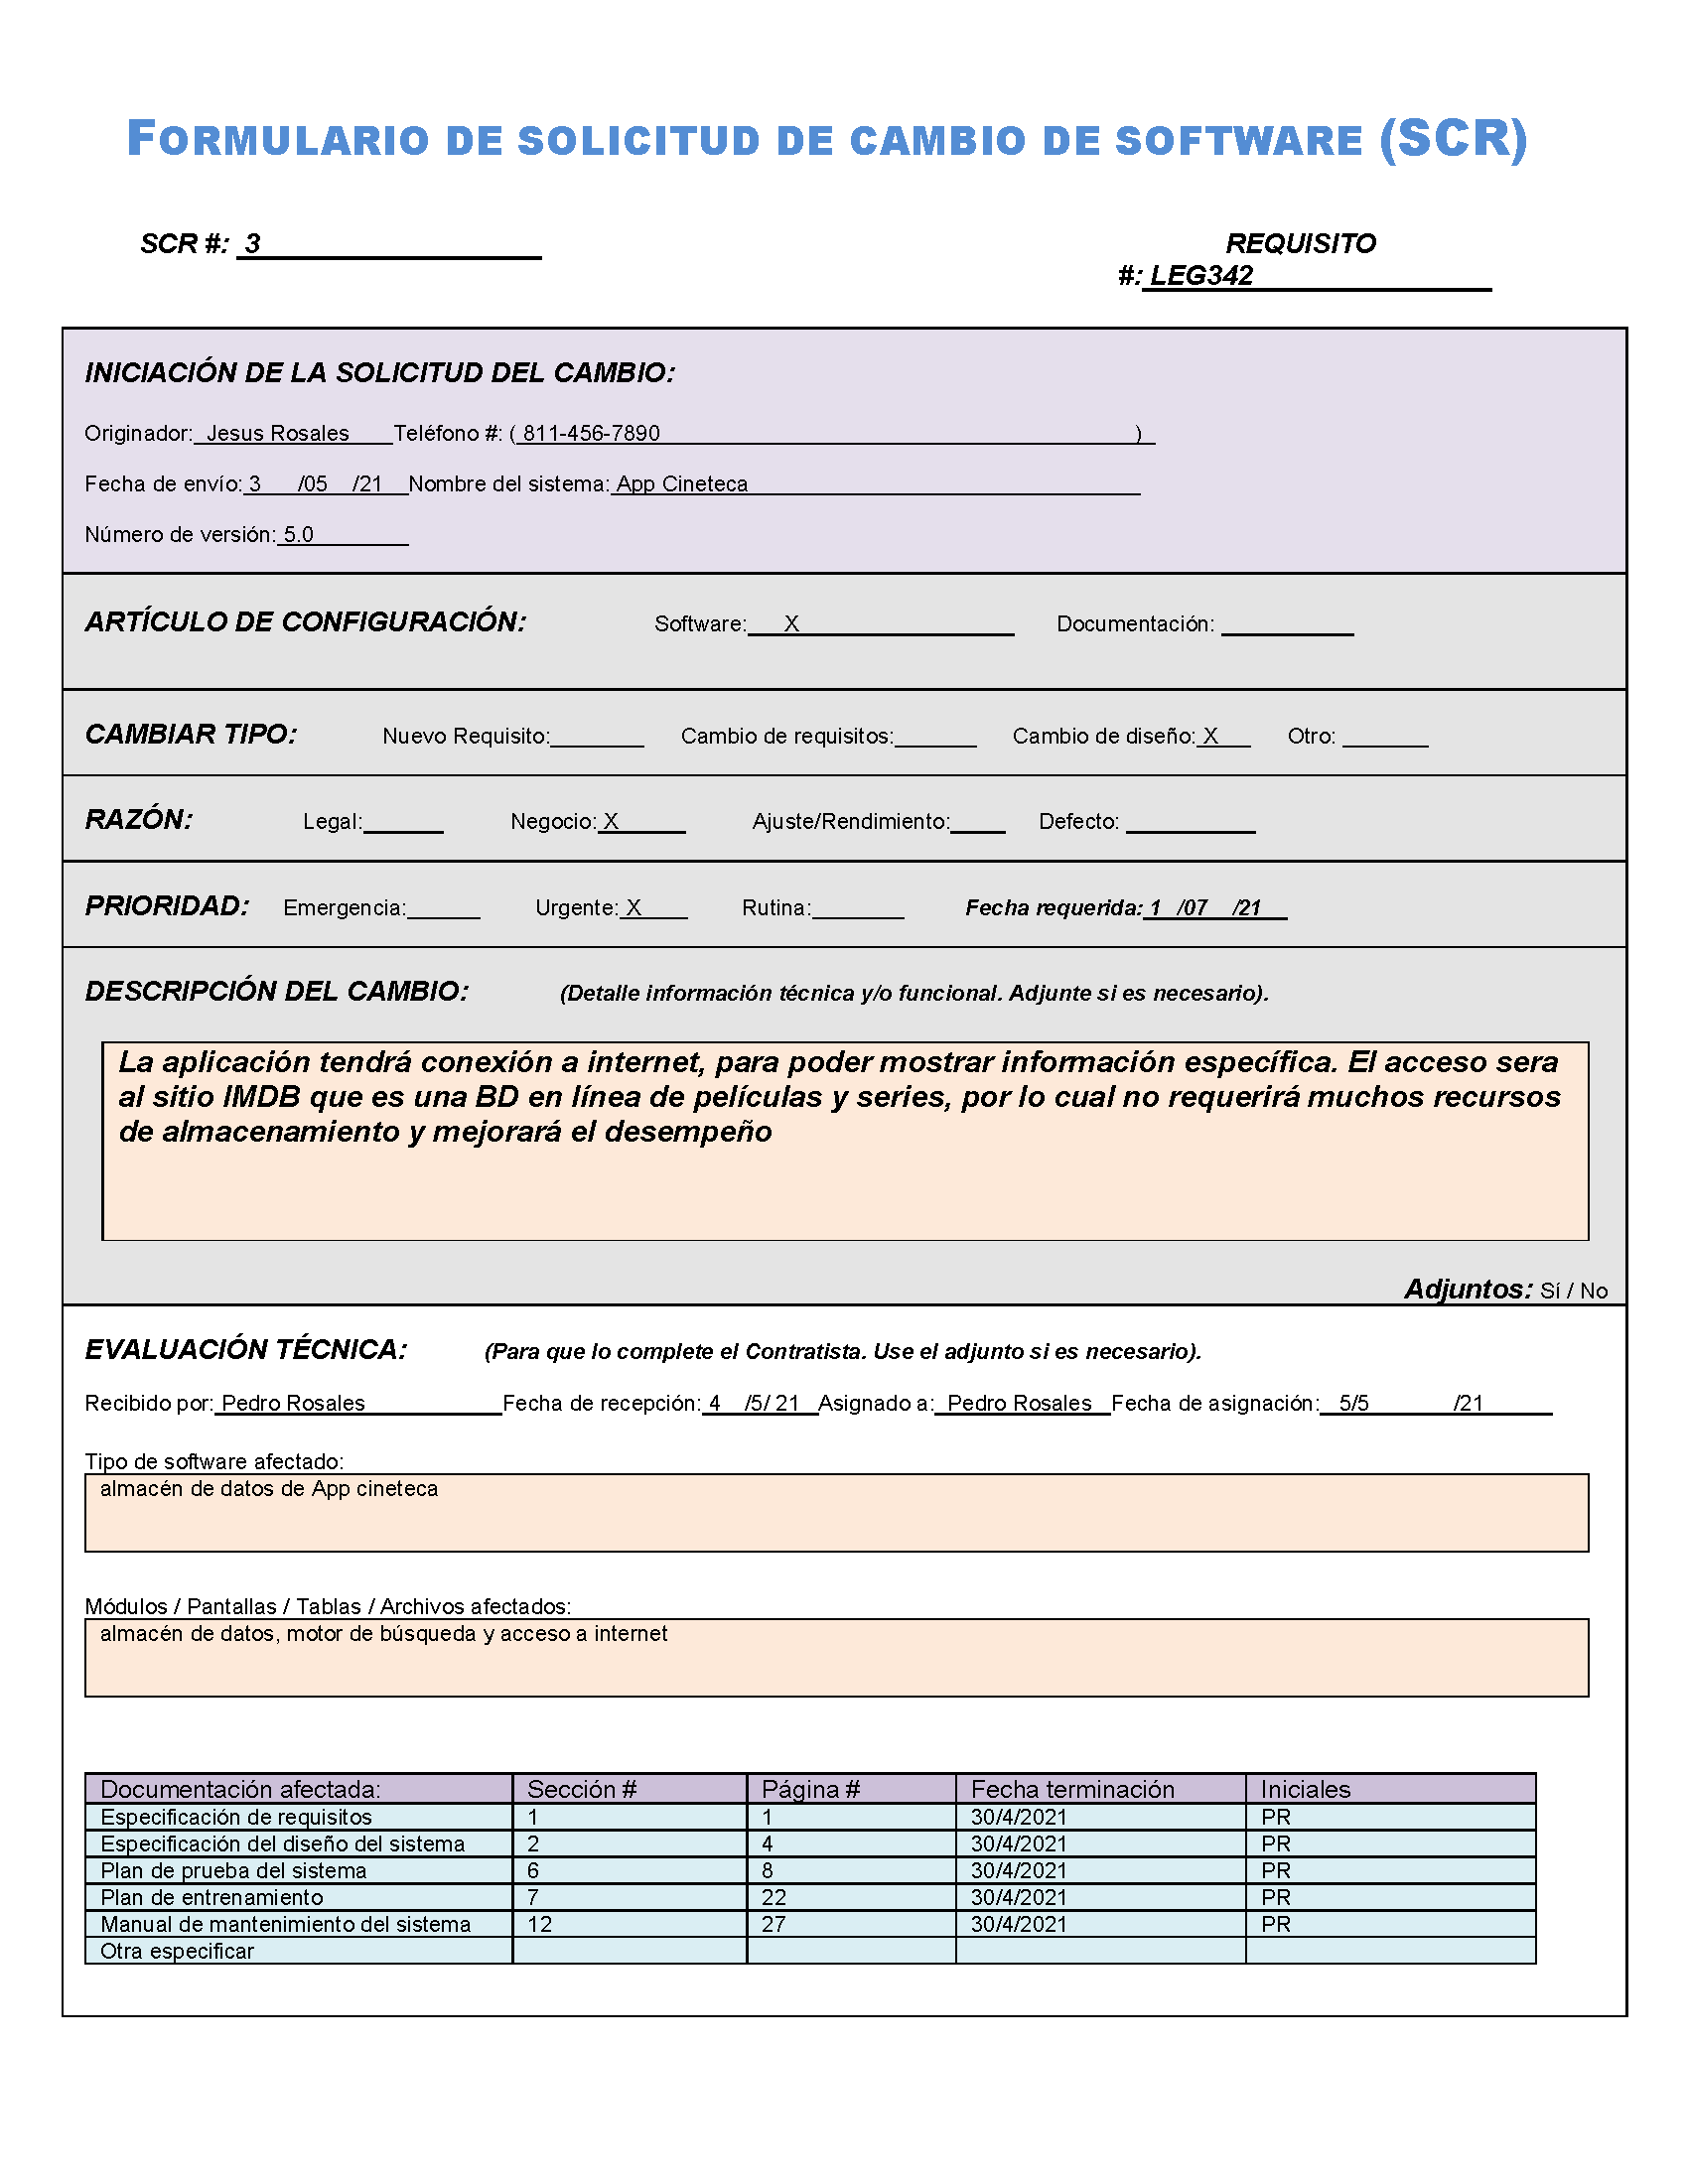 FORMULARIO DE SOLICITUD DE CAMBIO DE SOFTWARE (SCR)
SCR #: 3
REQUISITO
#: LEG342
INICIACIÓN DE LA SOLICITUD DEL CAMBIO:
Originador: Jesus Rosales Teléfono #: ( 811-456-7890 )
Fecha de envío: 3 /05 /21 Nombre del sistema: App Cineteca
Número de versión: 5.0
ARTÍCULO DE CONFIGURACIÓN: Software: X Documentación:
CAMBIAR TIPO: Nuevo Requisito: Cambio de requisitos: Cambio de diseño: X Otro:
RAZÓN: Legal: Negocio: X Ajuste/Rendimiento: Defecto:
PRIORIDAD: Emergencia: Urgente: X Rutina: Fecha requerida: 1 /07 /21
DESCRIPCIÓN DEL CAMBIO: (Detalle información técnica y/o funcional. Adjunte si es necesario).
La aplicación tendrá conexión a internet, para poder mostrar información específica. El acceso sera
al sitio IMDB que es una BD en línea de películas y series, por lo cual no requerirá muchos recursos
de almacenamiento y mejorará el desempeño
Adjuntos: Sí / No
EVALUACIÓN TÉCNICA: (Para que lo complete el Contratista. Use el adjunto si es necesario).
Recibido por: Pedro Rosales Fecha de recepción: 4 /5/ 21 Asignado a: Pedro Rosales Fecha de asignación: 5/5 /21
Tipo de software afectado:
almacén de datos de App cineteca
Módulos / Pantallas / Tablas / Archivos afectados:
almacén de datos, motor de búsqueda y acceso a internet
Documentación afectada: Sección # Página # Fecha terminación Iniciales
Especificación de requisitos 1 1 30/4/2021 PR
Especificación del diseño del sistema 2 4 30/4/2021 PR
Plan de prueba del sistema 6 8 30/4/2021 PR
Plan de entrenamiento 7 22 30/4/2021 PR
Manual de mantenimiento del sistema 12 27 30/4/2021 PR
Otra especificar